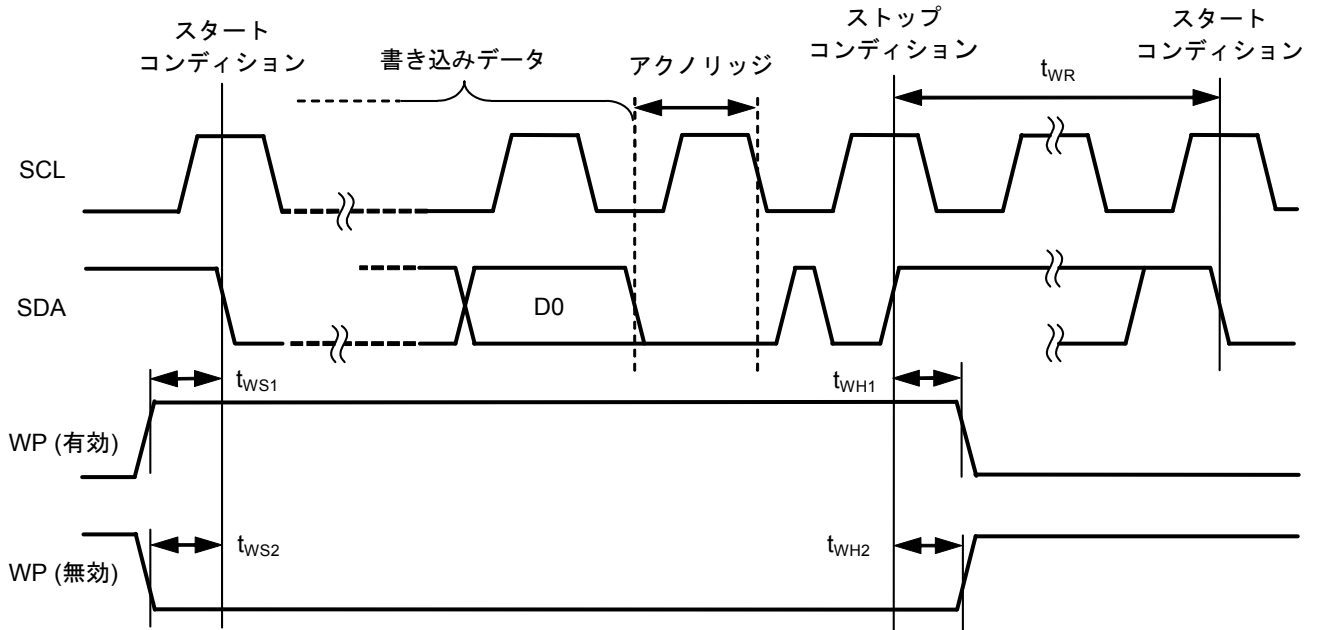 スタート
コンディション
書き込みデータ
アクノリッジ
ストップ
コンディション
tWR
スタート
コンディション
SCL
SDA
D0
tWS1
tWH1
WP (有効)
tWS2
tWH2
WP (無効)